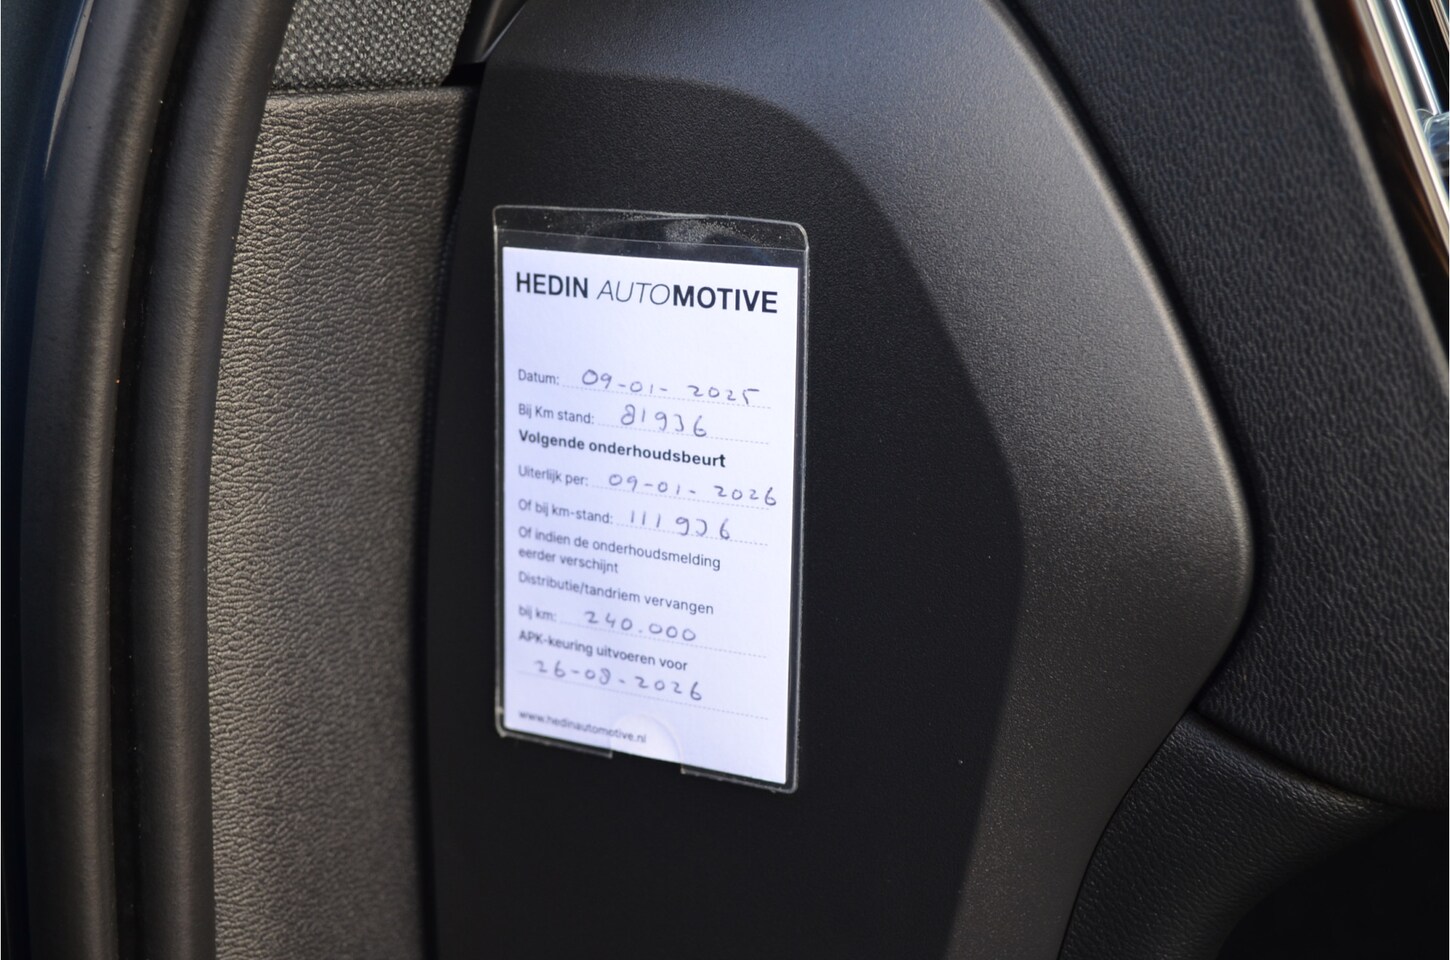 HEDIN AUTOMOTIVE
Datum: 09-01-2025
Bij Km stand: 81936
Volgende onderhoudsbeurt
Uiterlijk per: 09-01-2026
Of bij km-stand: 111936
Of indien de onderhoudsmelding
eerder verschijnt
Distributie/tandriem vervangen
bij km: 240.000
APK-keuring uitvoeren voor
26-08-2026
www.hedinautomotive.nl